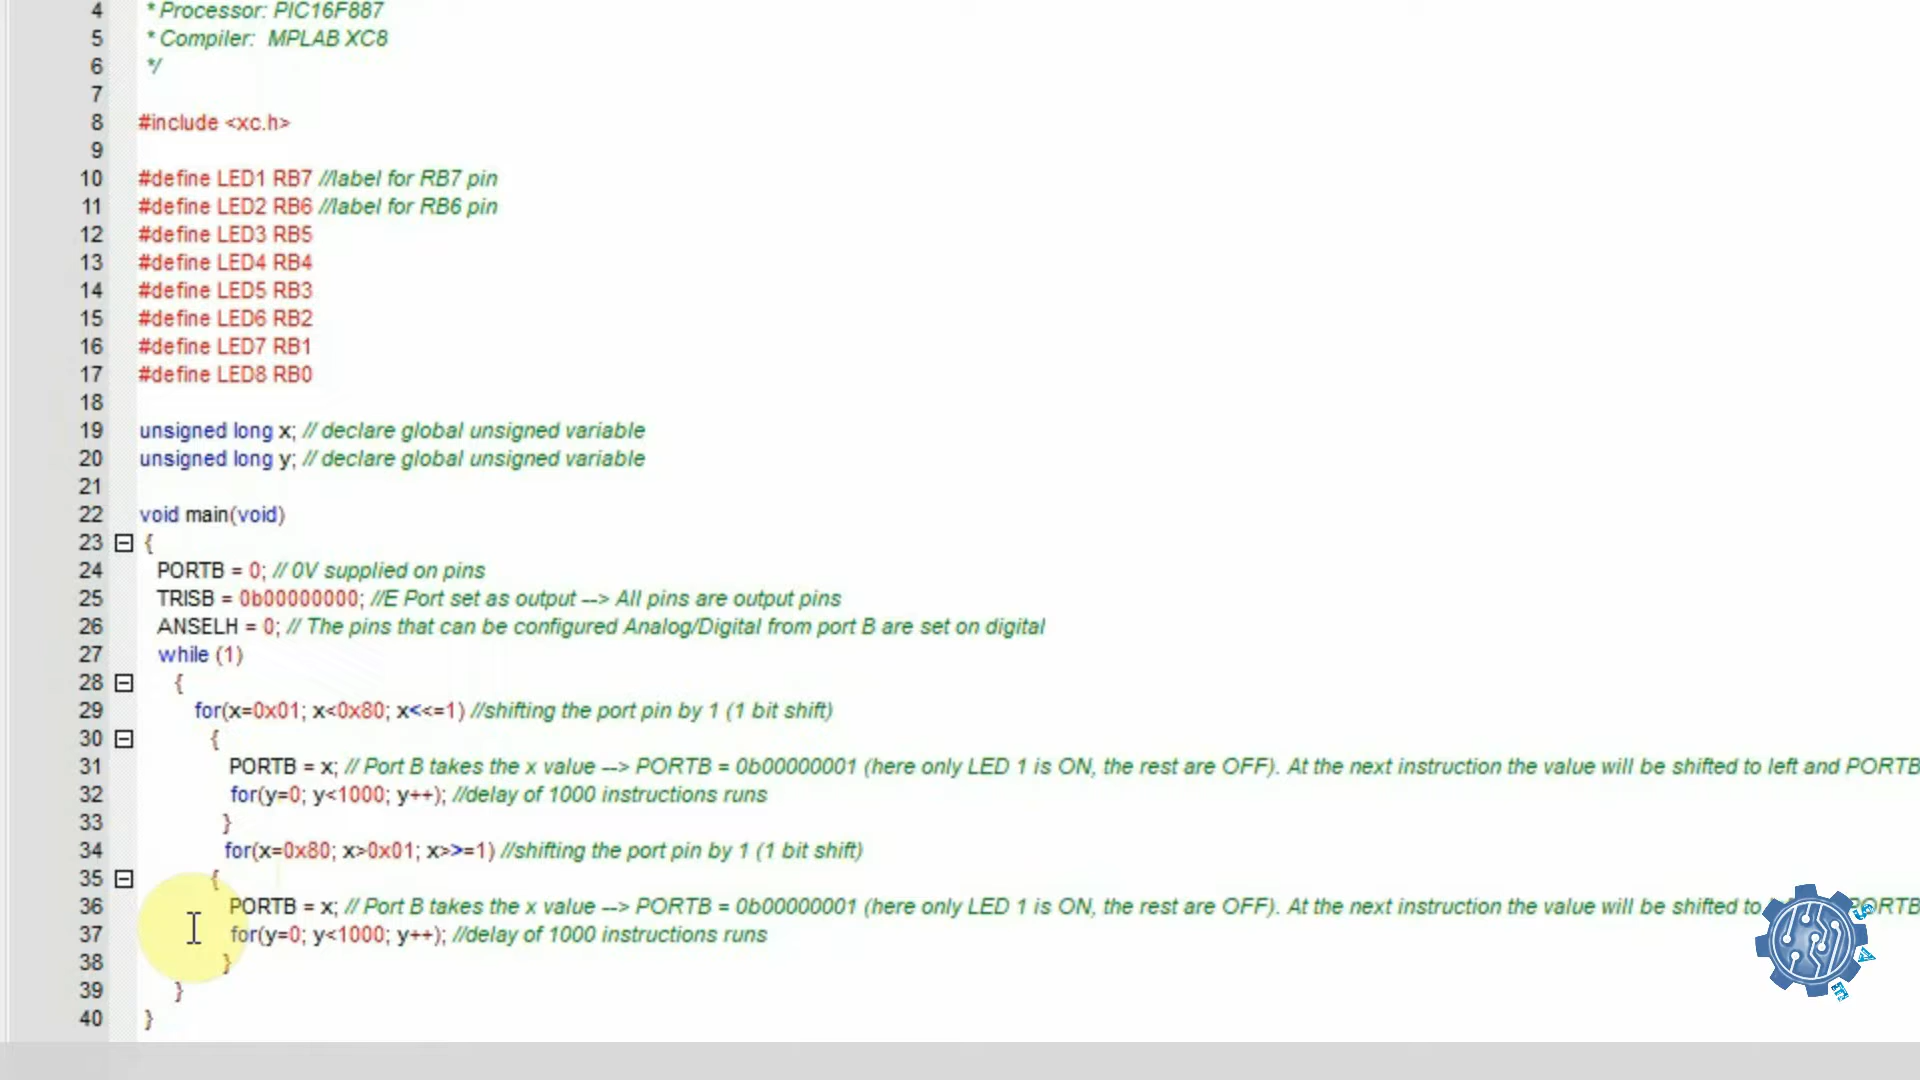 4 * Processor: PIC16F887
5 * Compiler: MPLAB XC8
6 */
7
8 #include <xc.h>
9
10 #define LED1 RB7 //label for RB7 pin
11 #define LED2 RB6 //label for RB6 pin
12 #define LED3 RB5
13 #define LED4 RB4
14 #define LED5 RB3
15 #define LED6 RB2
16 #define LED7 RB1
17 #define LED8 RB0
18
19 unsigned long x; // declare global unsigned variable
20 unsigned long y; // declare global unsigned variable
21
22 void main(void)
23 {
24 PORTB = 0; // 0V supplied on pins
25 TRISB = 0b00000000; //E Port set as output --> All pins are output pins
26 ANSELH = 0; // The pins that can be configured Analog/Digital from port B are set on digital
27 while (1)
28 {
29 for(x=0x01; x<0x80; x<<=1) //shifting the port pin by 1 (1 bit shift)
30 {
31 PORTB = x; // Port B takes the x value --> PORTB = 0b00000001 (here only LED 1 is ON, the rest are OFF). At the next instruction the value will be shifted to left and PORTB
32 for(y=0; y<1000; y++); //delay of 1000 instructions runs
33 }
34 for(x=0x80; x>0x01; x>>=1) //shifting the port pin by 1 (1 bit shift)
35 {
36 PORTB = x; // Port B takes the x value --> PORTB = 0b00000001 (here only LED 1 is ON, the rest are OFF). At the next instruction the value will be shifted to PORTB
37 for(y=0; y<1000; y++); //delay of 1000 instructions runs
38 }
39 }
40 }
S
A
E